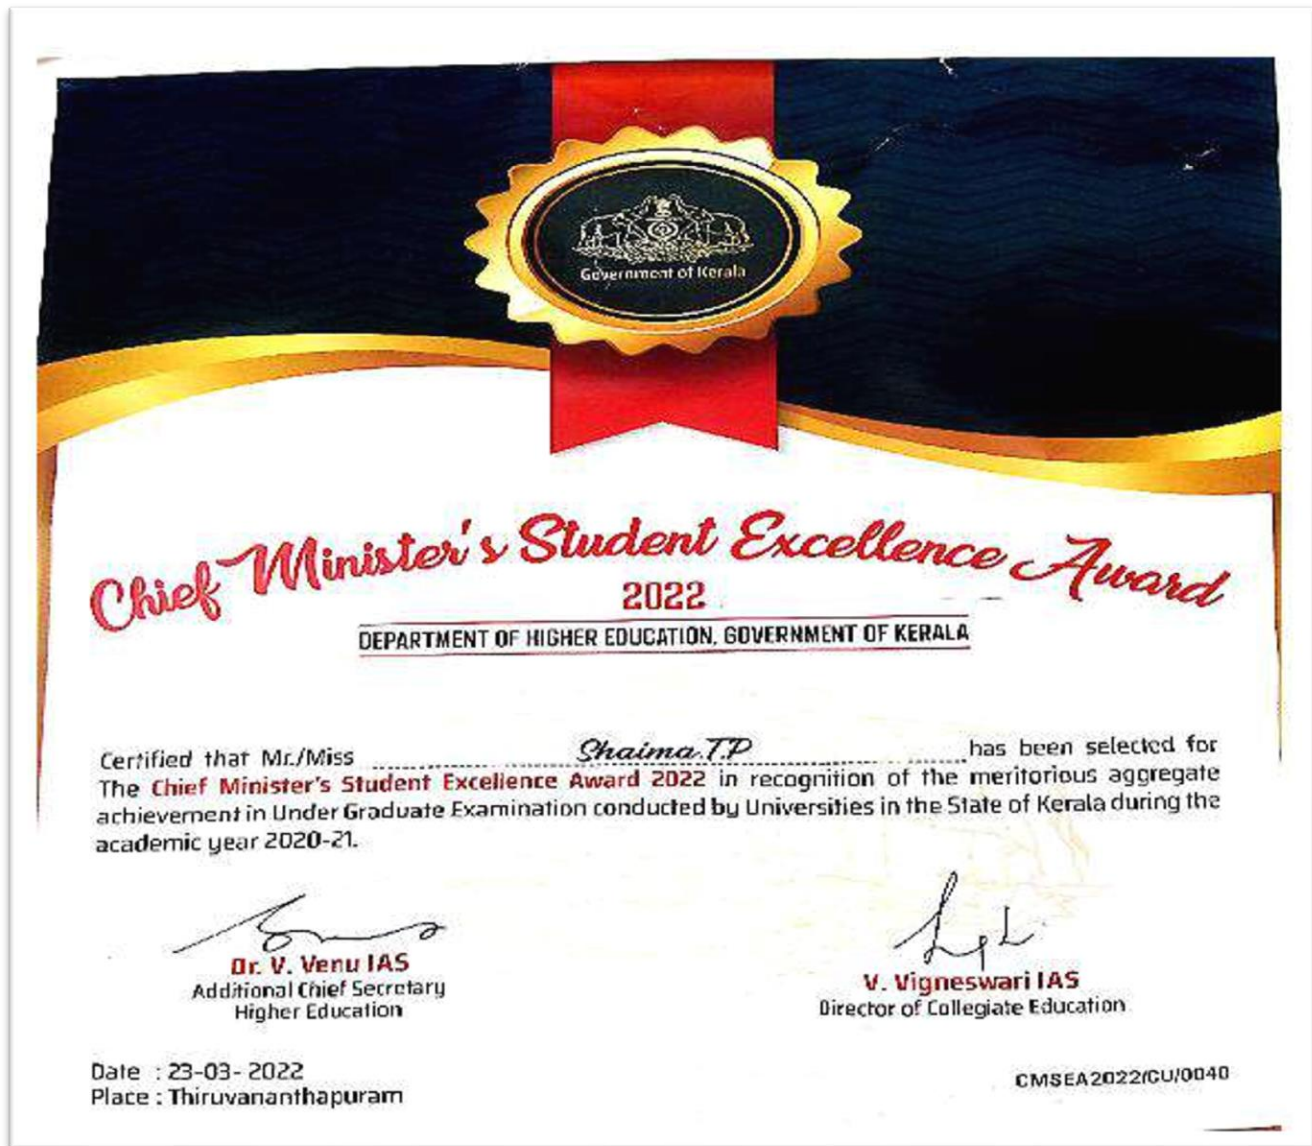 Government of Kerala
Chief Minister's Student Excellence Award
2022
DEPARTMENT OF HIGHER EDUCATION, GOVERNMENT OF KERALA
Certified that Mr./Miss Shaima.T.P has been selected for
The Chief Minister's Student Excellence Award 2022 in recognition of the meritorious aggregate
achievement in Under Graduate Examination conducted by Universities in the State of Kerala during the
academic year 2020-21.
Dr. V. Venu IAS
Additional Chief Secretary
Higher Education
V. Vigneswari IAS
Director of Collegiate Education
Date : 23-03-2022
Place : Thiruvananthapuram
CMSEA2022/CU/0040